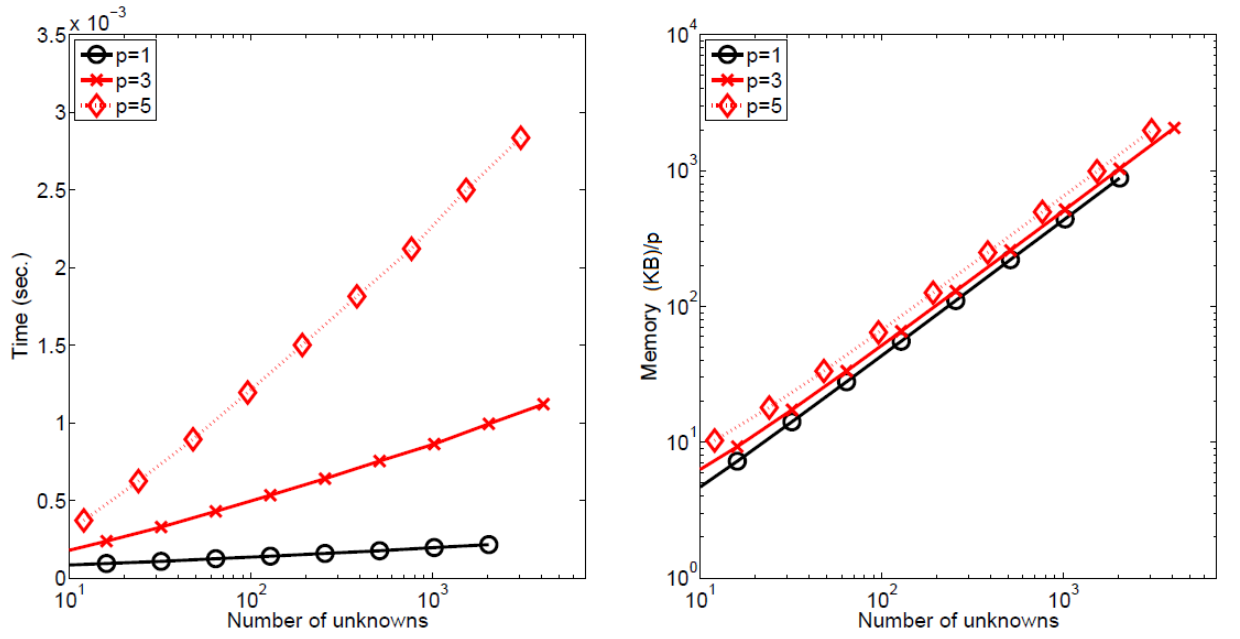 x 10^-3
3.5
3
2.5
2
1.5
1
0.5
0
Time (sec.)
p=1
p=3
p=5
10^1
10^2
10^3
Number of unknowns
10^4
10^3
10^2
10^1
10^0
Memory (KB)/p
p=1
p=3
p=5
10^1
10^2
10^3
Number of unknowns